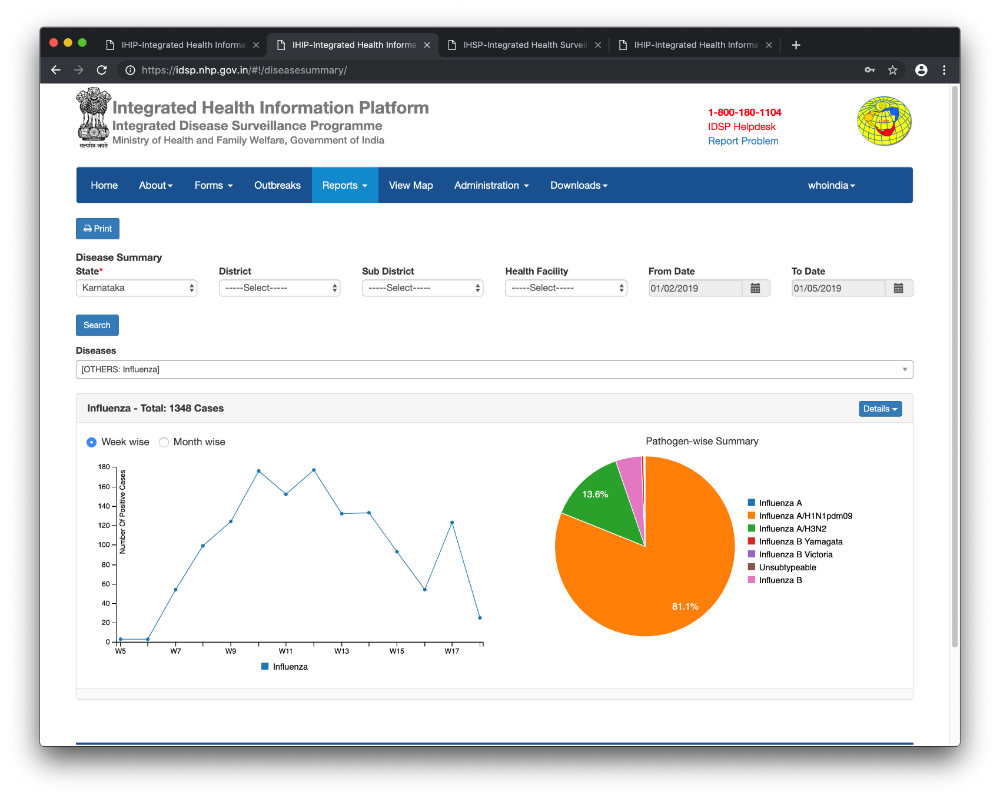 IHIP-Integrated Health Informa
IHIP-Integrated Health Informa
IHSP-Integrated Health Surveil
IHIP-Integrated Health Informa
https://idsp.nhp.gov.in/#!/diseasesummary/
सत्यमेव जयते
Integrated Health Information Platform
Integrated Disease Surveillance Programme
Ministry of Health and Family Welfare, Government of India
1-800-180-1104
IDSP Helpdesk
Report Problem
Home About Forms Outbreaks Reports View Map Administration Downloads whoindia
Print
Disease Summary
State* District Sub District Health Facility From Date To Date
Karnataka -----Select----- -----Select----- -----Select----- 01/02/2019 01/05/2019
Search
Diseases
[OTHERS: Influenza]
Influenza - Total: 1348 Cases
Details
Week wise Month wise
Number Of Positive Cases
180
160
140
120
100
80
60
40
20
0
W5 W7 W9 W11 W13 W15 W17
Influenza
Pathogen-wise Summary
13.6%
81.1%
Influenza A
Influenza A/H1N1pdm09
Influenza A/H3N2
Influenza B Yamagata
Influenza B Victoria
Unsubtypeable
Influenza B